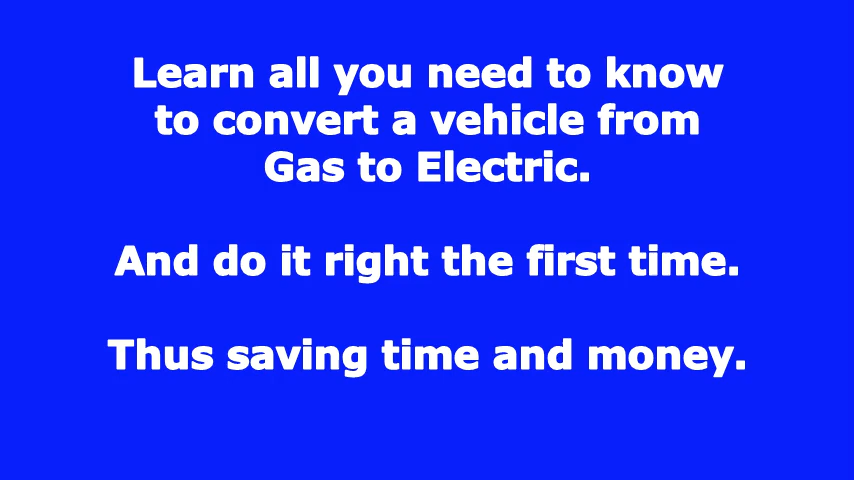 Learn all you need to know
to convert a vehicle from
Gas to Electric.
And do it right the first time.
Thus saving time and money.